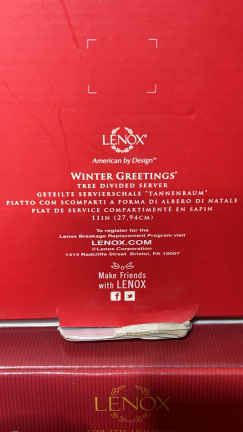 LENOX®
American by Design™
WINTER GREETINGS®
TREE DIVIDED SERVER
GETEILTE SERVIERSCHALE "TANNENRAUM"
PIATTO CON SCOMPARTI A FORMA DI ALBERO DI NATALE
PLAT DE SERVICE COMPARTIMENTÉ EN SAPIN
11IN (27,94CM)
To register for the
Lenox Breakage Replacement Program visit
LENOX.COM
©Lenox Corporation
1414 Radcliffe Street Bristol, PA 19007
Make Friends
with LENOX
LENOX